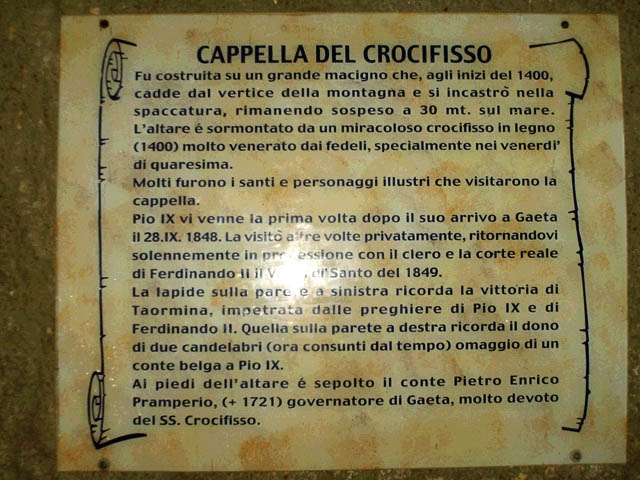 CAPPELLA DEL CROCIFISSO
Fu costruita su un grande macigno che, agli inizi del 1400,
cadde dal vertice della montagna e si incastrò nella
spaccatura, rimanendo sospeso a 30 mt. sul mare.
L'altare é sormontato da un miracoloso crocifisso in legno
(1400) molto venerato dai fedeli, specialmente nei venerdi'
di quaresima.
Molti furono i santi e personaggi illustri che visitarono la
cappella.
Pio IX vi venne la prima volta dopo il suo arrivo a Gaeta
il 28.IX. 1848. La visitò altre volte privatamente, ritornandovi
solennemente in processione con il clero e la corte reale
di Ferdinando II il Santo del 1849.
La lapide sulla parete a sinistra ricorda la vittoria di
Taormina, impetrata dalle preghiere di Pio IX e di
Ferdinando II. Quella sulla parete a destra ricorda il dono
di due candelabri (ora consunti dal tempo) omaggio di un
conte belga a Pio IX.
Ai piedi dell'altare é sepolto il conte Pietro Enrico
Pramperio, (+ 1721) governatore di Gaeta, molto devoto
del SS. Crocifisso.